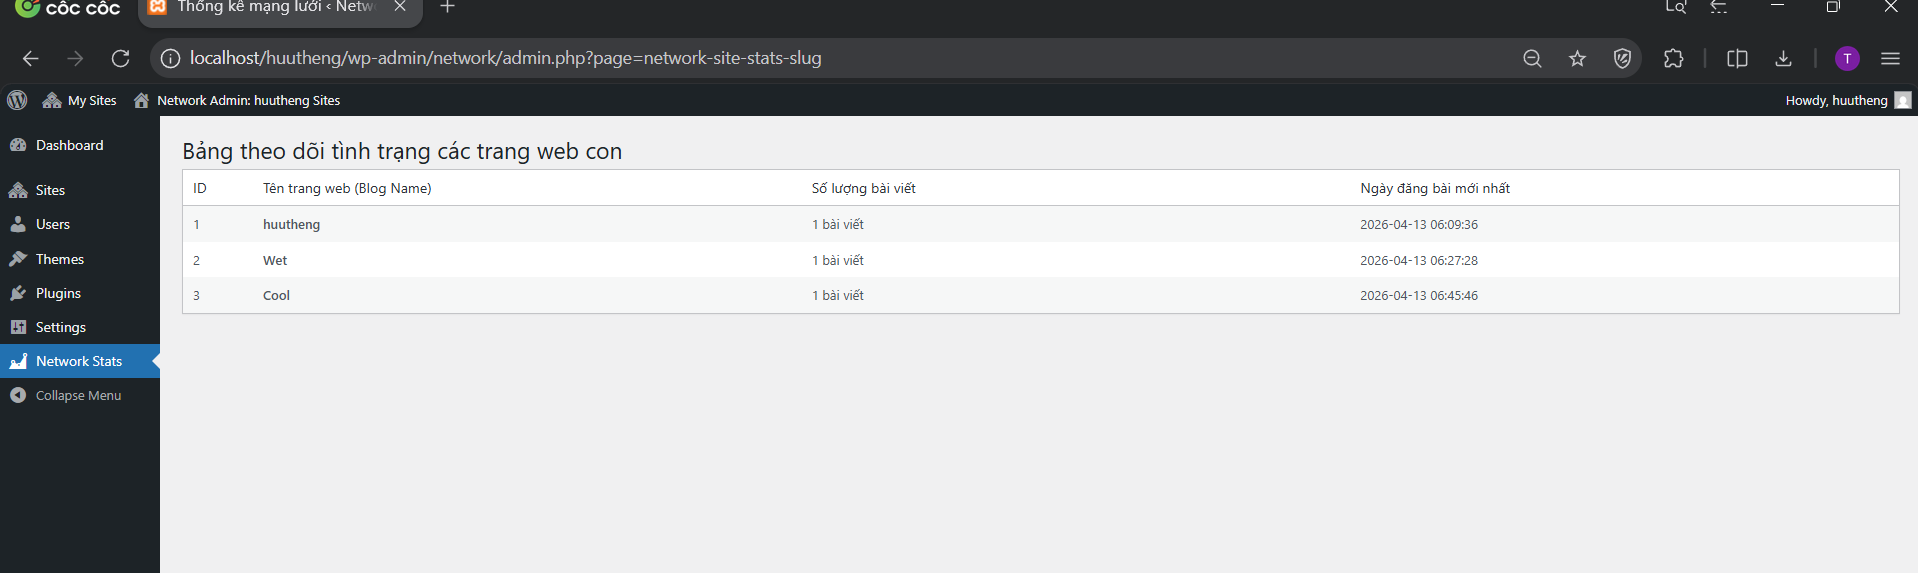 cốc cốc
Thống kê mạng lưới ‹ Netw
localhost/huutheng/wp-admin/network/admin.php?page=network-site-stats-slug
T
My Sites
Network Admin: huutheng Sites
Howdy, huutheng
Dashboard
Sites
Users
Themes
Plugins
Settings
Network Stats
Collapse Menu
Bảng theo dõi tình trạng các trang web con
ID Tên trang web (Blog Name) Số lượng bài viết Ngày đăng bài mới nhất
1 huutheng 1 bài viết 2026-04-13 06:09:36
2 Wet 1 bài viết 2026-04-13 06:27:28
3 Cool 1 bài viết 2026-04-13 06:45:46